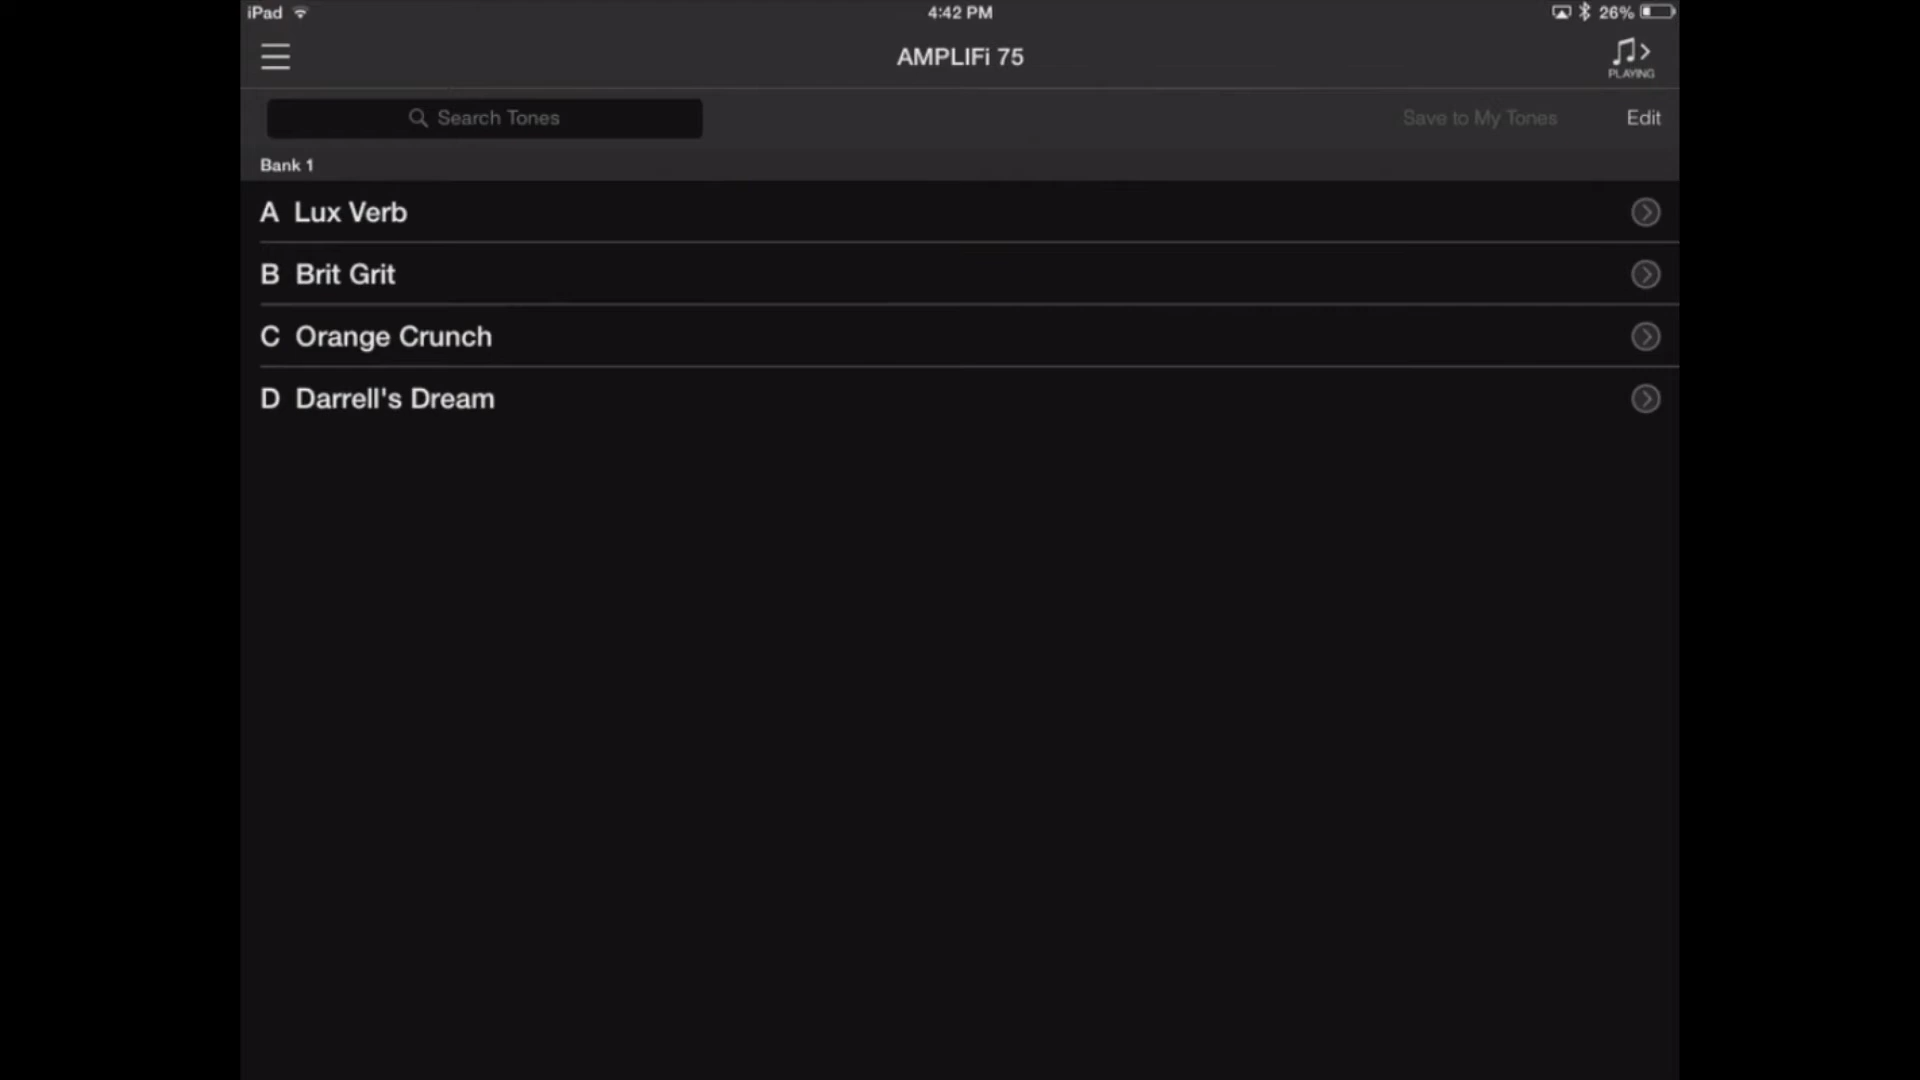 iPad 4:42 PM 26%
AMPLIFi 75
PLAYING
Search Tones Save to My Tones Edit
Bank 1
A Lux Verb
B Brit Grit
C Orange Crunch
D Darrell's Dream